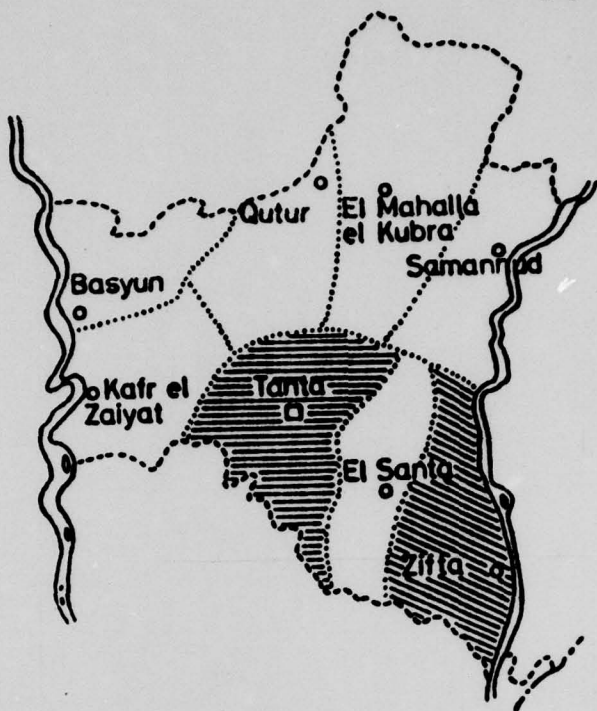 Qutur
El Mahalla
el Kubra
Samannud
Basyun
Kafr el
Zaiyat
Tanta
El Santa
Zifta